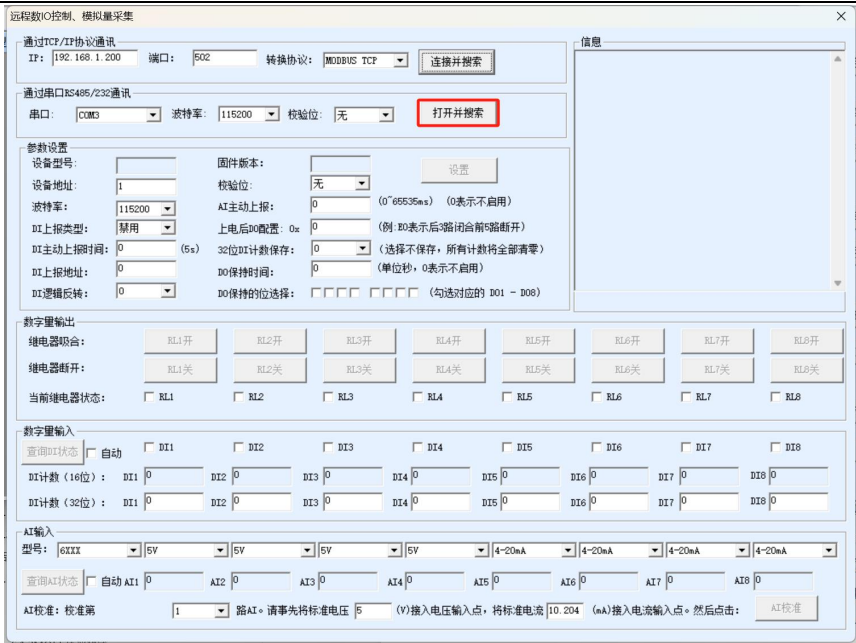 远程数IO控制、模拟量采集
通过TCP/IP协议通讯
IP: 192.168.1.200 端口: 502 转换协议: MODBUS TCP 连接并搜索
通过串口RS485/232通讯
串口: COM3 波特率: 115200 校验位: 无 打开并搜索
信息
参数设置
设备型号: 固件版本: 设置
设备地址: 1 校验位: 无
波特率: 115200 AI主动上报: 0 (0~65535ms) (0表示不启用)
DI上报类型: 禁用 上电后DO配置: 0x 0 (例:E0表示后3路闭合前5路断开)
DI主动上报时间: 0 (5s) 32位DI计数保存: 0 (选择不保存,所有计数将全部清零)
DI上报地址: 0 DO保持时间: 0 (单位秒,0表示不启用)
DI逻辑反转: 0 DO保持的位选择: (勾选对应的 DO1 - DO8)
数字量输出
继电器吸合: RL1开 RL2开 RL3开 RL4开 RL5开 RL6开 RL7开 RL8开
继电器断开: RL1关 RL2关 RL3关 RL4关 RL5关 RL6关 RL7关 RL8关
当前继电器状态: RL1 RL2 RL3 RL4 RL5 RL6 RL7 RL8
数字量输入
查询DI状态 自动 DI1 DI2 DI3 DI4 DI5 DI6 DI7 DI8
DI计数(16位): DI1 0 DI2 0 DI3 0 DI4 0 DI5 0 DI6 0 DI7 0 DI8 0
DI计数(32位): DI1 0 DI2 0 DI3 0 DI4 0 DI5 0 DI6 0 DI7 0 DI8 0
AI输入
型号: 6XXX 5V 5V 5V 5V 4-20mA 4-20mA 4-20mA 4-20mA
查询AI状态 自动 AI1 0 AI2 0 AI3 0 AI4 0 AI5 0 AI6 0 AI7 0 AI8 0
AI校准: 校准第 1 路AI。请事先将标准电压 5 (V)接入电压输入点,将标准电流 10.204 (mA)接入电流输入点。然后点击: AI校准